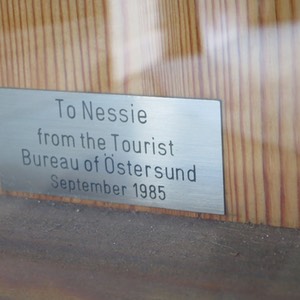 To Nessie
from the Tourist
Bureau of Östersund
September 1985